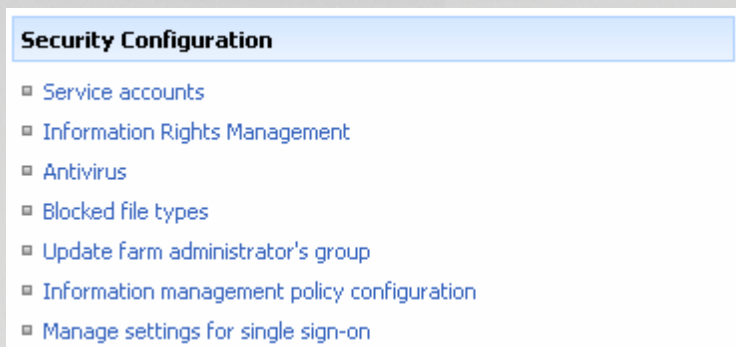 Security Configuration
Service accounts
Information Rights Management
Antivirus
Blocked file types
Update farm administrator's group
Information management policy configuration
Manage settings for single sign-on